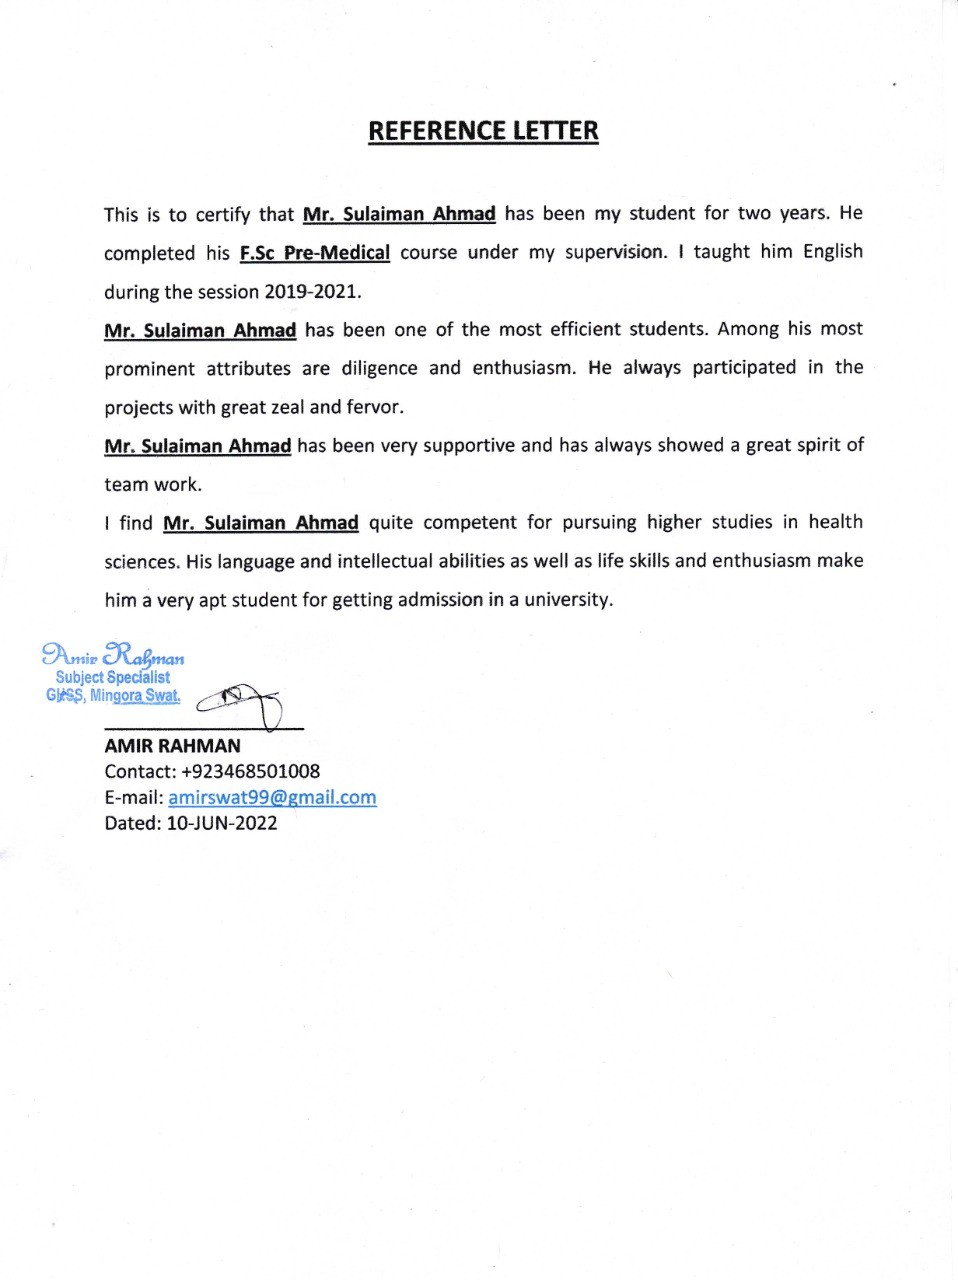 REFERENCE LETTER
This is to certify that Mr. Sulaiman Ahmad has been my student for two years. He
completed his F.Sc Pre-Medical course under my supervision. I taught him English
during the session 2019-2021.
Mr. Sulaiman Ahmad has been one of the most efficient students. Among his most
prominent attributes are diligence and enthusiasm. He always participated in the
projects with great zeal and fervor.
Mr. Sulaiman Ahmad has been very supportive and has always showed a great spirit of
team work.
I find Mr. Sulaiman Ahmad quite competent for pursuing higher studies in health
sciences. His language and intellectual abilities as well as life skills and enthusiasm make
him a very apt student for getting admission in a university.
Amir Rahman
Subject Specialist
Mingora Swat.
AMIR RAHMAN
Contact: +923468501008
E-mail: amirswat99@gmail.com
Dated: 10-JUN-2022